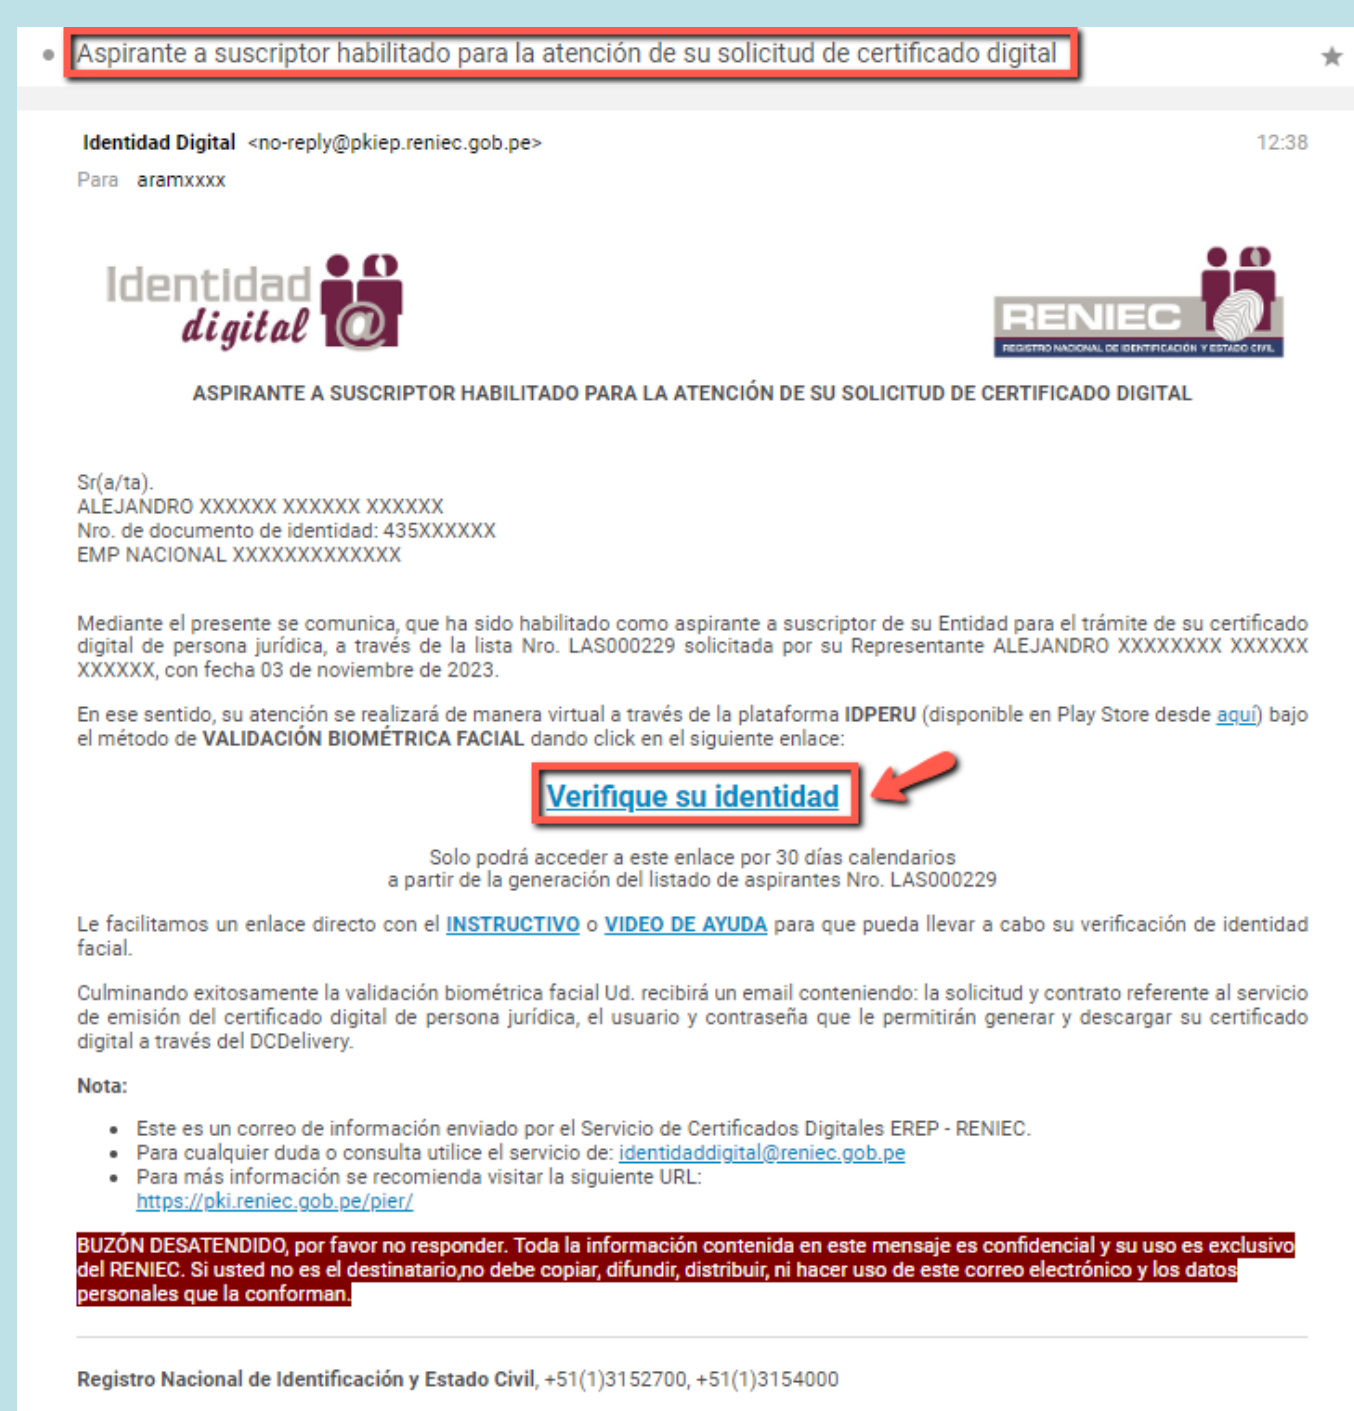 Aspirante a suscriptor habilitado para la atención de su solicitud de certificado digital
Identidad Digital <no-reply@pkiep.reniec.gob.pe>
12:38
Para aramxxxx
Identidad
digital @
RENIEC
REGISTRO NACIONAL DE IDENTIFICACIÓN Y ESTADO CIVIL
ASPIRANTE A SUSCRIPTOR HABILITADO PARA LA ATENCIÓN DE SU SOLICITUD DE CERTIFICADO DIGITAL
Sr(a/ta).
ALEJANDRO XXXXXX XXXXXX XXXXXX
Nro. de documento de identidad: 435XXXXXX
EMP NACIONAL XXXXXXXXXXXXX
Mediante el presente se comunica, que ha sido habilitado como aspirante a suscriptor de su Entidad para el trámite de su certificado
digital de persona jurídica, a través de la lista Nro. LAS000229 solicitada por su Representante ALEJANDRO XXXXXXXX XXXXXX
XXXXXX, con fecha 03 de noviembre de 2023.
En ese sentido, su atención se realizará de manera virtual a través de la plataforma IDPERU (disponible en Play Store desde aquí) bajo
el método de VALIDACIÓN BIOMÉTRICA FACIAL dando click en el siguiente enlace:
Verifique su identidad
Solo podrá acceder a este enlace por 30 días calendarios
a partir de la generación del listado de aspirantes Nro. LAS000229
Le facilitamos un enlace directo con el INSTRUCTIVO o VIDEO DE AYUDA para que pueda llevar a cabo su verificación de identidad
facial.
Culminando exitosamente la validación biométrica facial Ud. recibirá un email conteniendo: la solicitud y contrato referente al servicio
de emisión del certificado digital de persona jurídica, el usuario y contraseña que le permitirán generar y descargar su certificado
digital a través del DCDelivery.
Nota:
Este es un correo de información enviado por el Servicio de Certificados Digitales EREP - RENIEC.
Para cualquier duda o consulta utilice el servicio de: identidaddigital@reniec.gob.pe
Para más información se recomienda visitar la siguiente URL:
https://pki.reniec.gob.pe/pier/
BUZÓN DESATENDIDO, por favor no responder. Toda la información contenida en este mensaje es confidencial y su uso es exclusivo
del RENIEC. Si usted no es el destinatario,no debe copiar, difundir, distribuir, ni hacer uso de este correo electrónico y los datos
personales que la conforman.
Registro Nacional de Identificación y Estado Civil, +51(1)3152700, +51(1)3154000